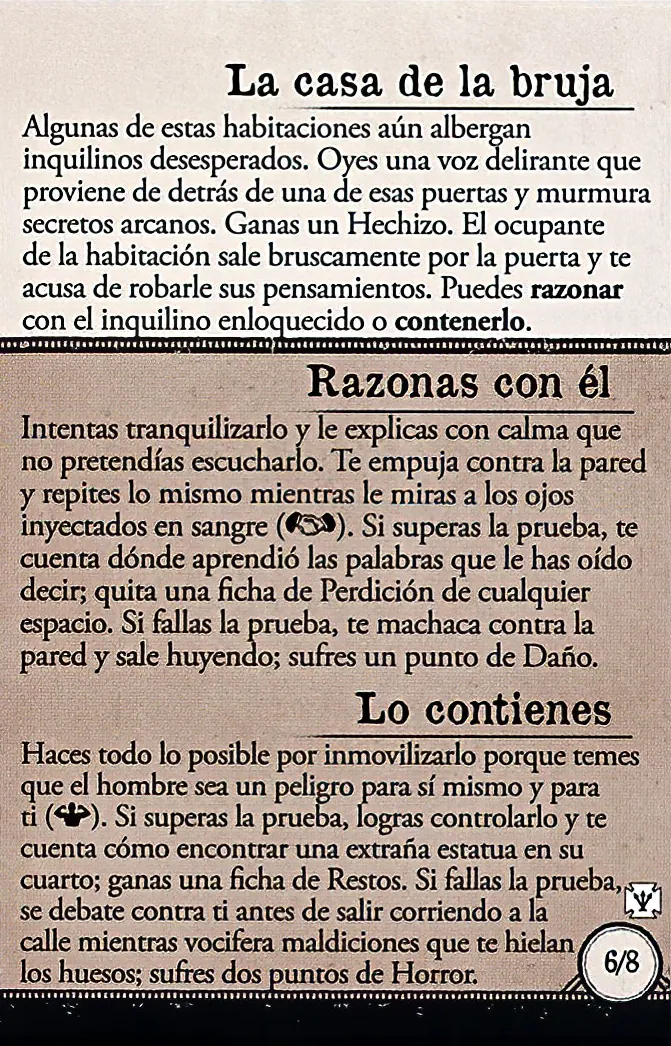 La casa de la bruja
Algunas de estas habitaciones aún albergan
inquilinos desesperados. Oyes una voz delirante que
proviene de detrás de una de esas puertas y murmura
secretos arcanos. Ganas un Hechizo. El ocupante
de la habitación sale bruscamente por la puerta y te
acusa de robarle sus pensamientos. Puedes razonar
con el inquilino enloquecido o contenerlo.
Razonas con él
Intentas tranquilizarlo y le explicas con calma que
no pretendías escucharlo. Te empuja contra la pared
y repites lo mismo mientras le miras a los ojos
inyectados en sangre (). Si superas la prueba, te
cuenta dónde aprendió las palabras que le has oído
decir; quita una ficha de Perdición de cualquier
espacio. Si fallas la prueba, te machaca contra la
pared y sale huyendo; sufres un punto de Daño.
Lo contienes
Haces todo lo posible por inmovilizarlo porque temes
que el hombre sea un peligro para sí mismo y para
ti (). Si superas la prueba, logras controlarlo y te
cuenta cómo encontrar una extraña estatua en su
cuarto; ganas una ficha de Restos. Si fallas la prueba,
se debate contra ti antes de salir corriendo a la
calle mientras vocifera maldiciones que te hielan
los huesos; sufres dos puntos de Horror.
6/8